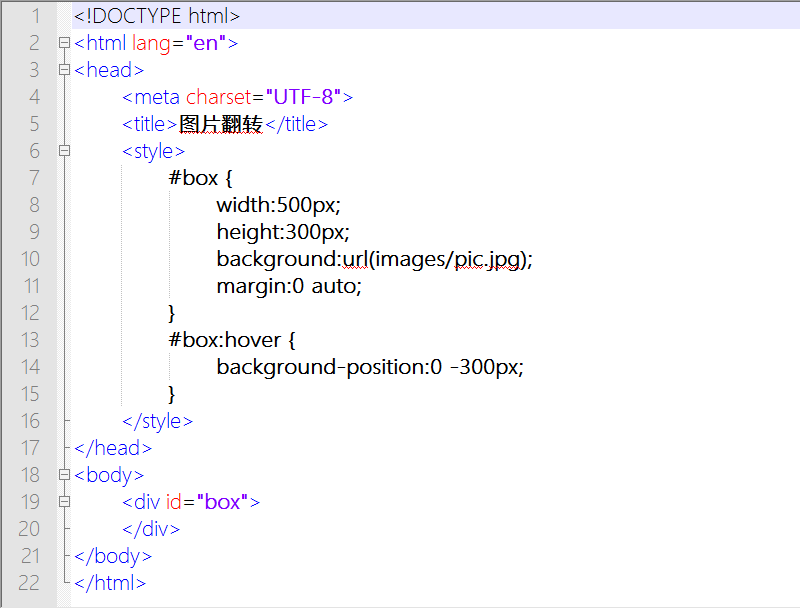 1 <!DOCTYPE html>
2 <html lang="en">
3 <head>
4 <meta charset="UTF-8">
5 <title>图片翻转</title>
6 <style>
7 #box {
8 width:500px;
9 height:300px;
10 background:url(images/pic.jpg);
11 margin:0 auto;
12 }
13 #box:hover {
14 background-position:0 -300px;
15 }
16 </style>
17 </head>
18 <body>
19 <div id="box">
20 </div>
21 </body>
22 </html>